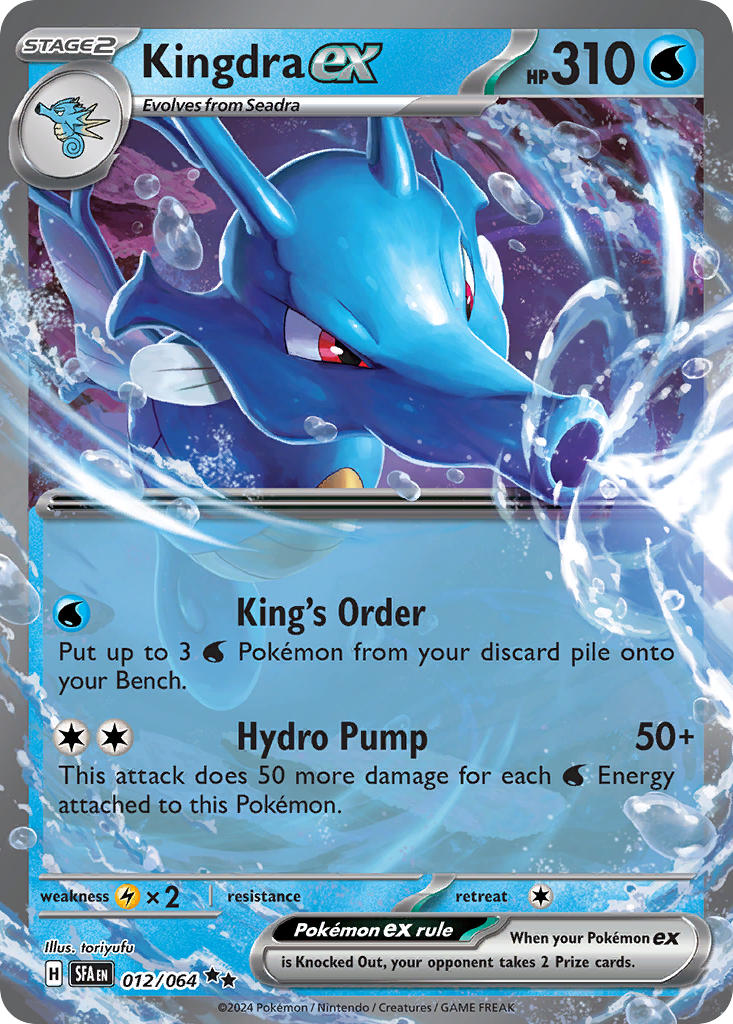 STAGE2
Kingdra ex
HP 310
Evolves from Seadra
King's Order
Put up to 3 Pokémon from your discard pile onto
your Bench.
Hydro Pump 50+
This attack does 50 more damage for each Energy
attached to this Pokémon.
weakness ×2 resistance retreat
Illus. toriyufu
Pokémon ex rule
When your Pokémon ex
is Knocked Out, your opponent takes 2 Prize cards.
H SFA EN 012/064
©2024 Pokémon / Nintendo / Creatures / GAME FREAK